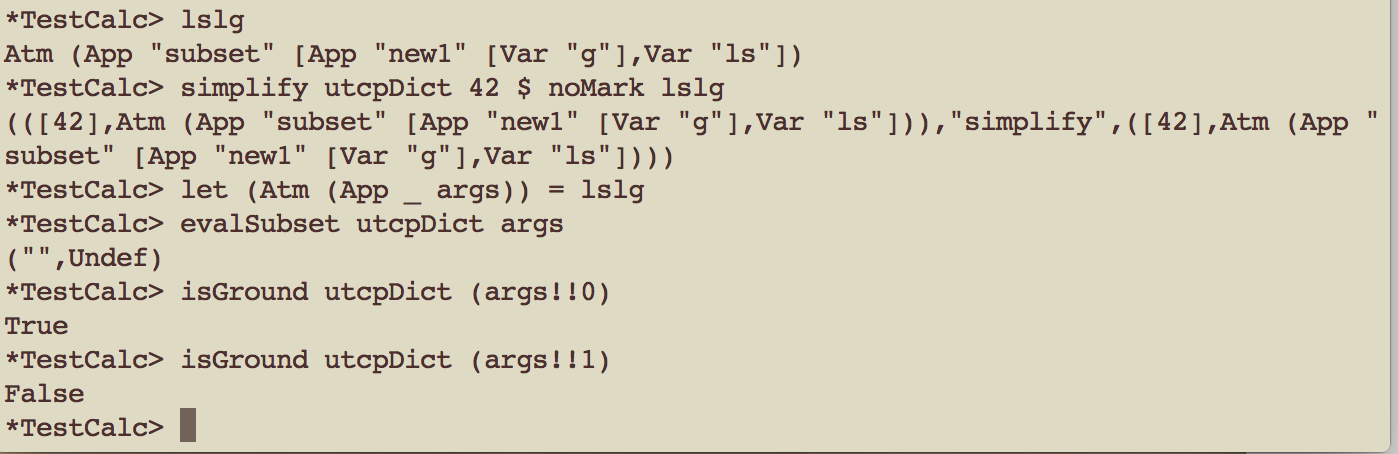 *TestCalc> lslg
Atm (App "subset" [App "new1" [Var "g"],Var "ls"])
*TestCalc> simplify utcpDict 42 $ noMark lslg
(([42],Atm (App "subset" [App "new1" [Var "g"],Var "ls"])),"simplify",([42],Atm (App "
subset" [App "new1" [Var "g"],Var "ls"])))
*TestCalc> let (Atm (App _ args)) = lslg
*TestCalc> evalSubset utcpDict args
("",Undef)
*TestCalc> isGround utcpDict (args!!0)
True
*TestCalc> isGround utcpDict (args!!1)
False
*TestCalc>